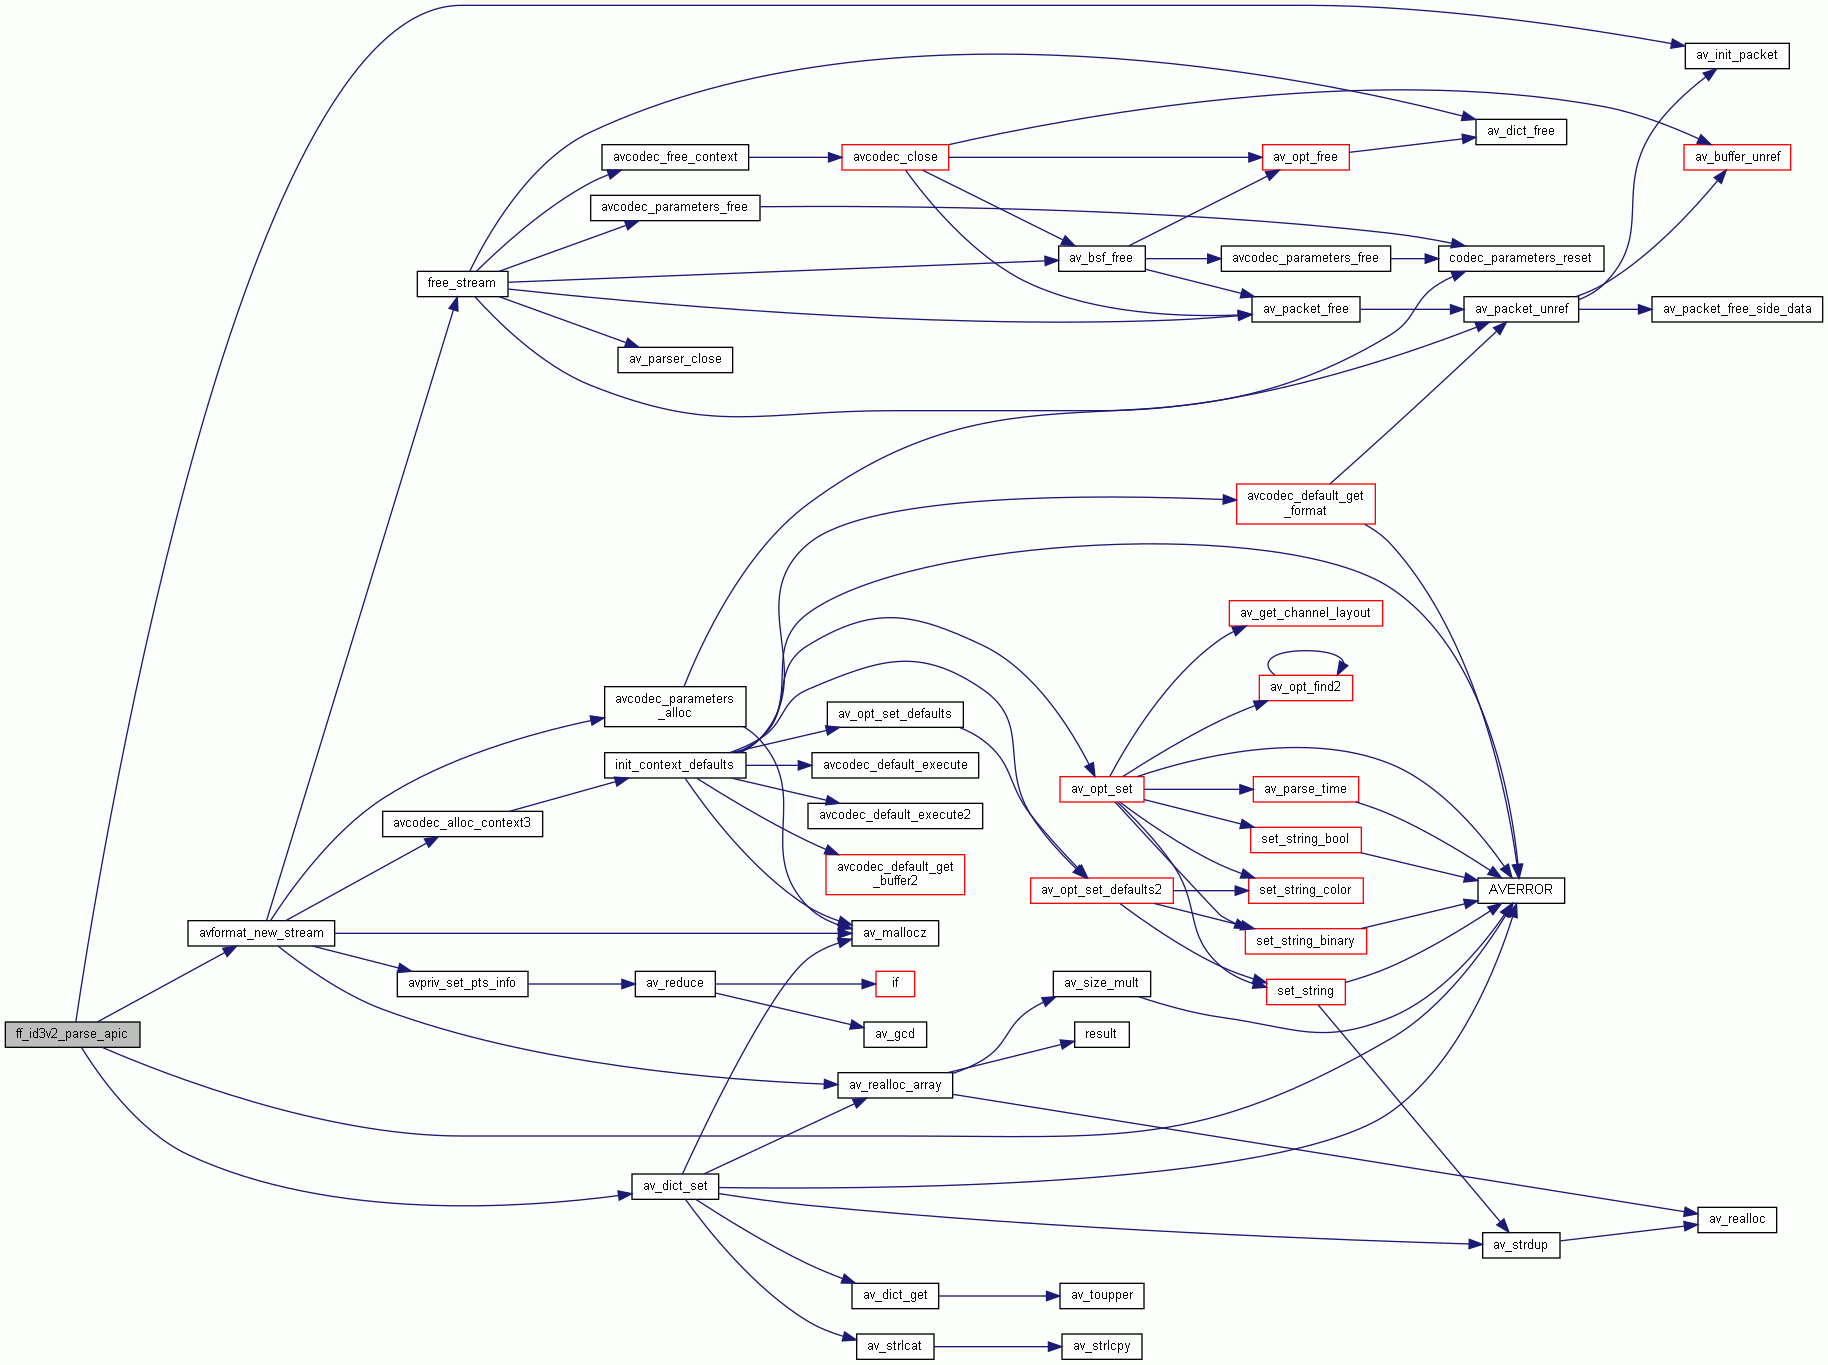 av_init_packet
av_dict_free
avcodec_free_context
avcodec_close
av_opt_free
av_buffer_unref
avcodec_parameters_free
av_bsf_free
avcodec_parameters_free
codec_parameters_reset
free_stream
av_packet_free
av_packet_unref
av_packet_free_side_data
av_parser_close
avcodec_default_get
_format
av_get_channel_layout
av_opt_find2
avcodec_parameters
_alloc
av_opt_set_defaults
init_context_defaults
avcodec_default_execute
av_opt_set
av_parse_time
avcodec_default_execute2
avcodec_alloc_context3
set_string_bool
avcodec_default_get
_buffer2
av_opt_set_defaults2
set_string_color
AVERROR
avformat_new_stream
av_mallocz
set_string_binary
avpriv_set_pts_info
av_reduce
if
av_size_mult
set_string
ff_id3v2_parse_apic
av_gcd
result
av_realloc_array
av_dict_set
av_realloc
av_strdup
av_dict_get
av_toupper
av_strlcat
av_strlcpy